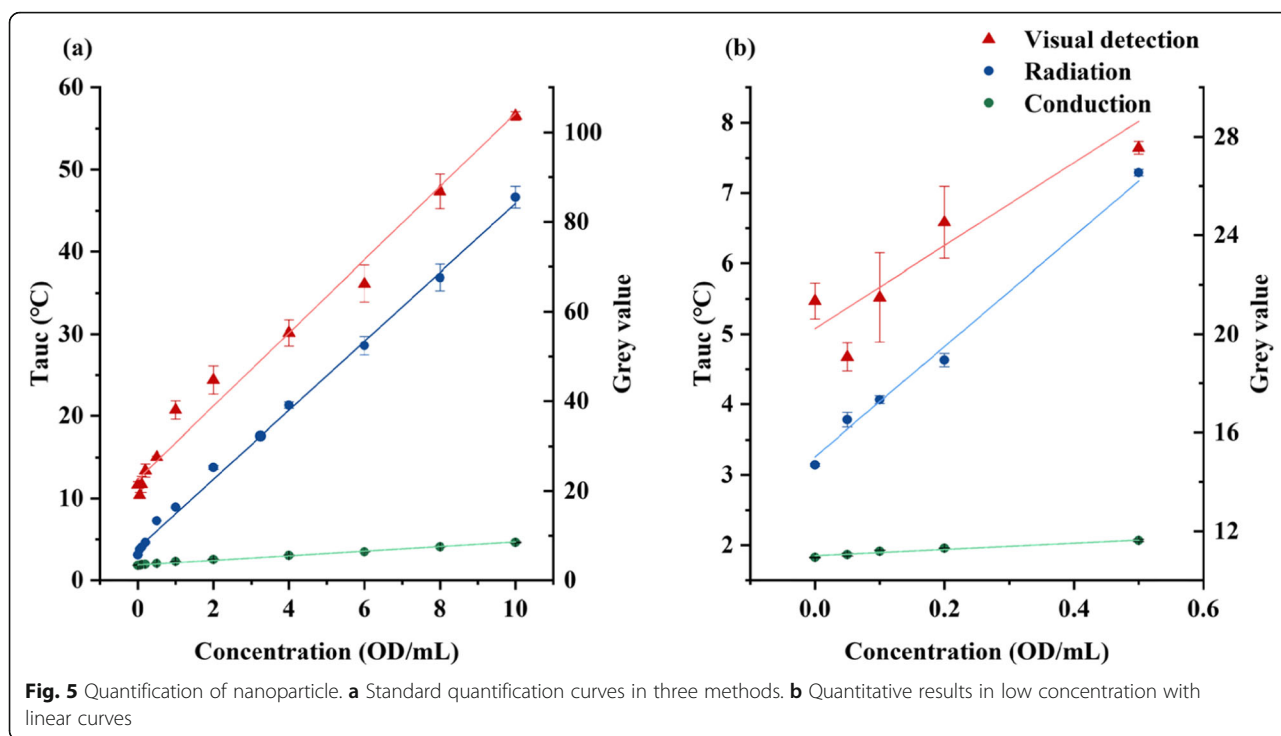 (a)
60
50
40
30
20
10
0
Tauc (°C)
100
80
60
40
20
0
Grey value
0 2 4 6 8 10
Concentration (OD/mL)
(b)
Visual detection
Radiation
Conduction
8
7
6
5
4
3
2
Tauc (°C)
28
24
20
16
12
Grey value
0.0 0.2 0.4 0.6
Concentration (OD/mL)
Fig. 5 Quantification of nanoparticle. a Standard quantification curves in three methods. b Quantitative results in low concentration with
linear curves